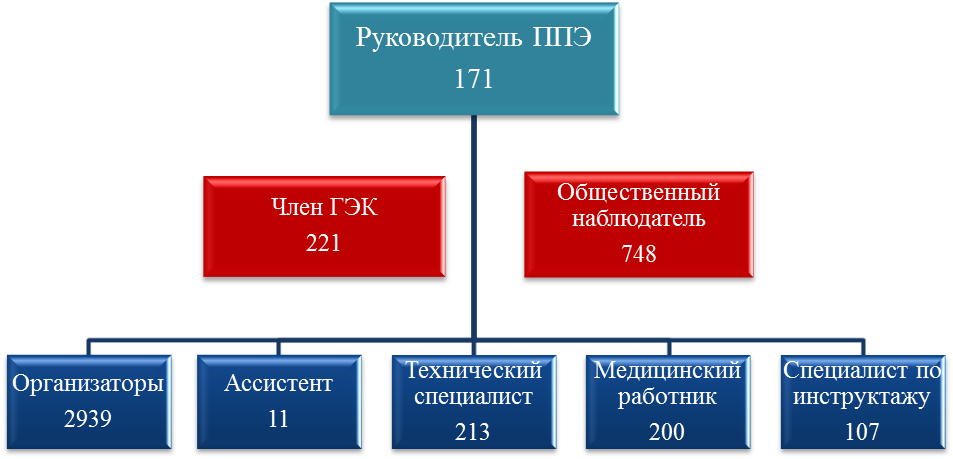 Руководитель ППЭ
171
Член ГЭК
221
Общественный
наблюдатель
748
Организаторы
2939
Ассистент
11
Технический
специалист
213
Медицинский
работник
200
Специалист по
инструктажу
107